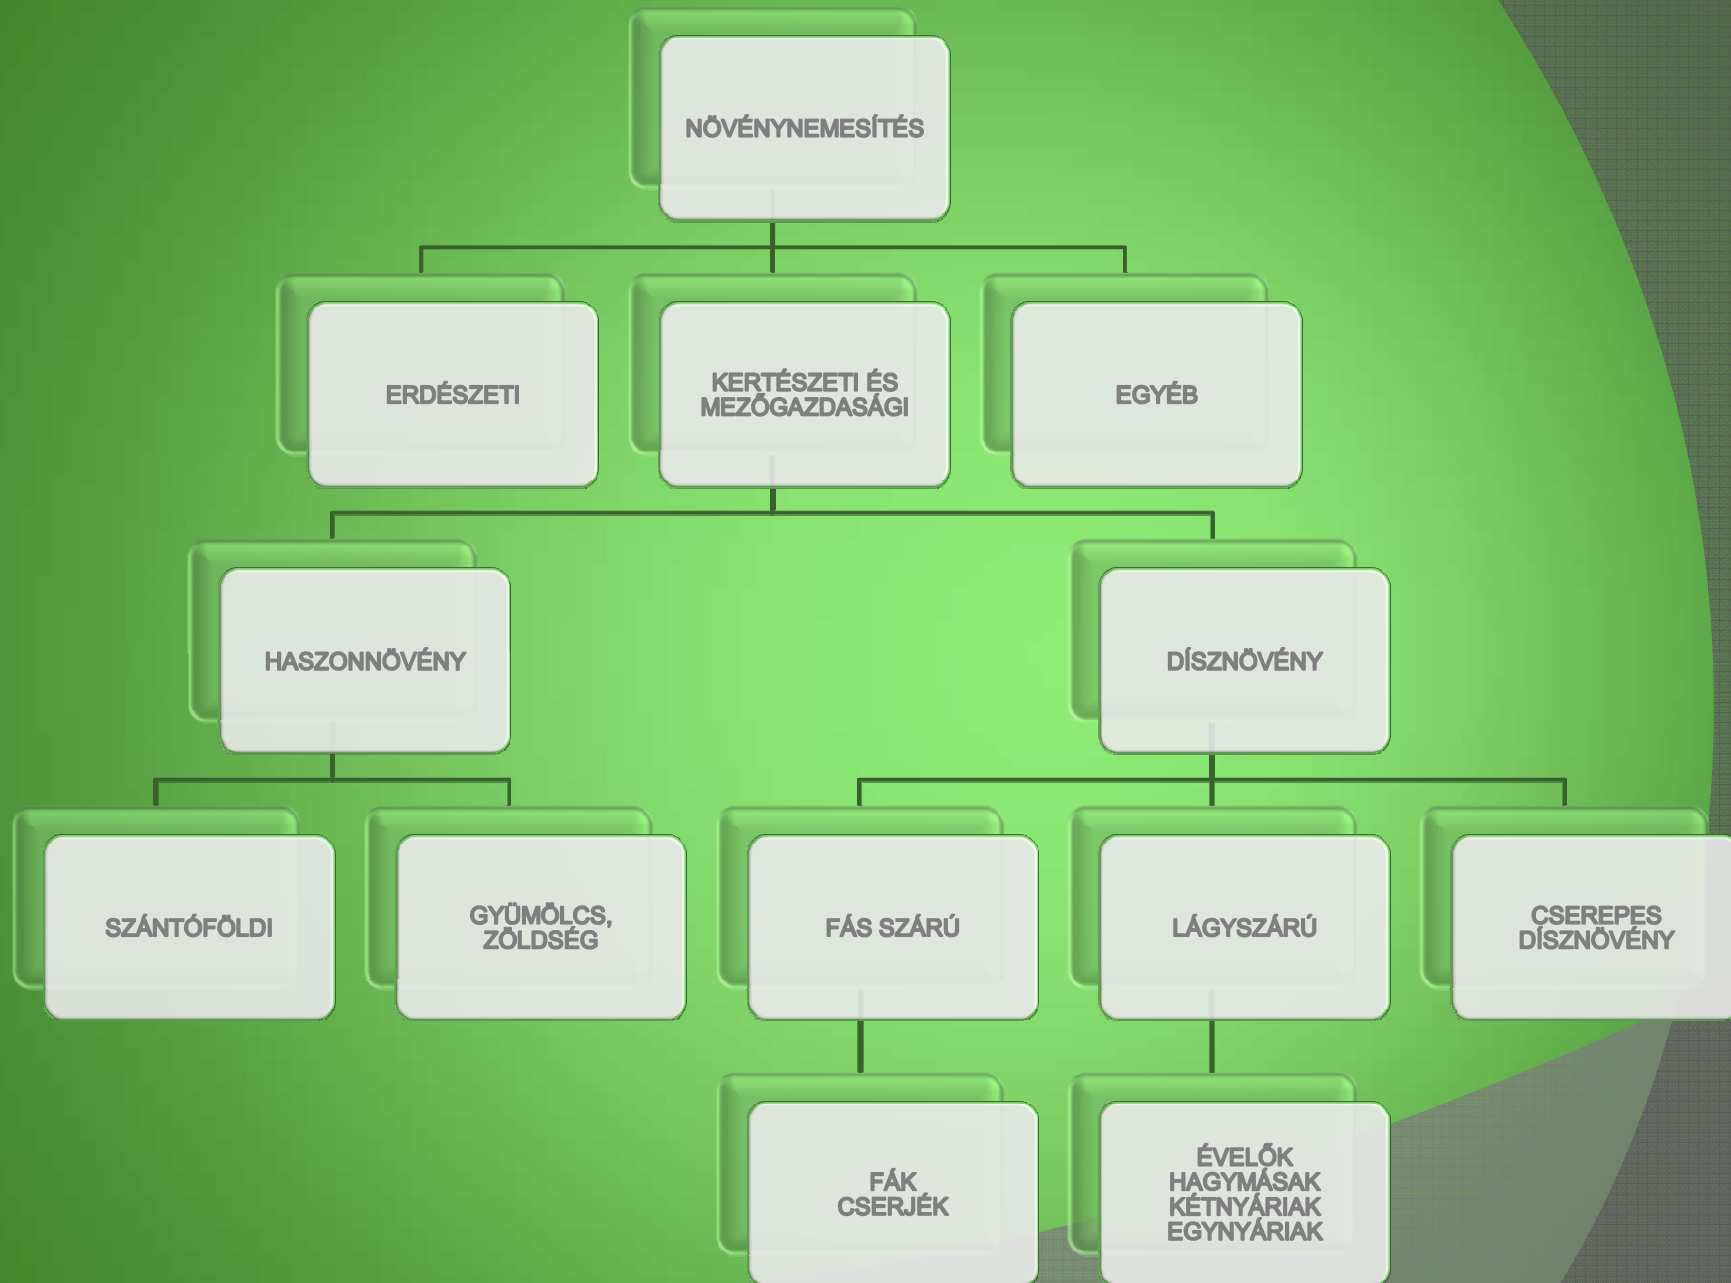 NÖVÉNYNEMESÍTÉS
ERDÉSZETI
KERTÉSZETI ÉS
MEZŐGAZDASÁGI
EGYÉB
HASZONNÖVÉNY
DÍSZNÖVÉNY
SZÁNTÓFÖLDI
GYÜMÖLCS,
ZÖLDSÉG
FÁS SZÁRÚ
LÁGYSZÁRÚ
CSEREPES
DÍSZNÖVÉNY
FÁK
CSERJÉK
ÉVELŐK
HAGYMÁSAK
KÉTNYÁRIAK
EGYNYÁRIAK